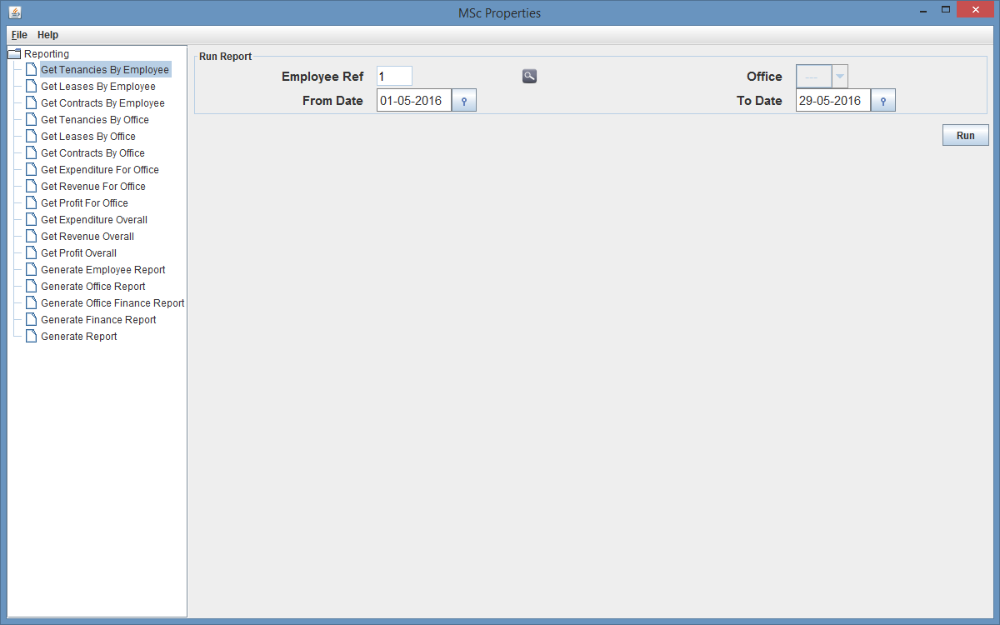 MSc Properties
File Help
Reporting
Get Tenancies By Employee
Get Leases By Employee
Get Contracts By Employee
Get Tenancies By Office
Get Leases By Office
Get Contracts By Office
Get Expenditure For Office
Get Revenue For Office
Get Profit For Office
Get Expenditure Overall
Get Revenue Overall
Get Profit Overall
Generate Employee Report
Generate Office Report
Generate Office Finance Report
Generate Finance Report
Generate Report
Run Report
Employee Ref 1 Office ---
From Date 01-05-2016 To Date 29-05-2016
Run